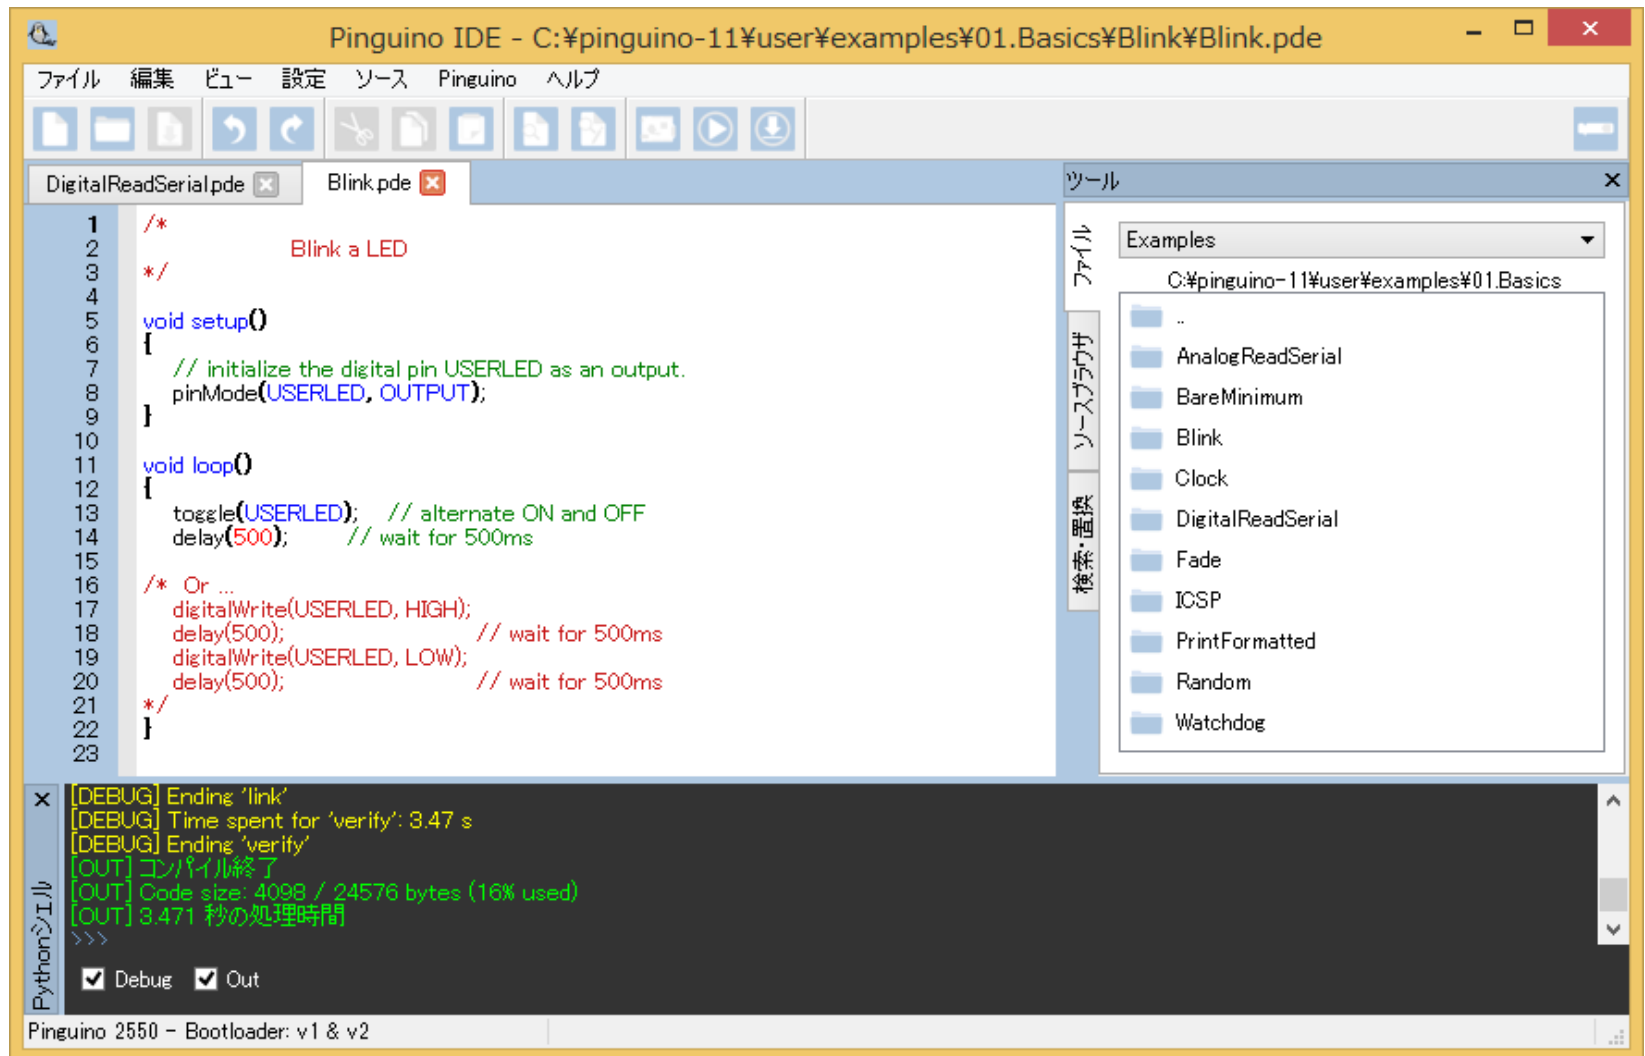 Pinguino IDE - C:¥pinguino-11¥user¥examples¥01.Basics¥Blink¥Blink.pde
ファイル 編集 ビュー 設定 ソース Pinguino ヘルプ
DigitalReadSerial.pde Blink.pde
1 /*
2 Blink a LED
3 */
4
5 void setup()
6 {
7 // initialize the digital pin USERLED as an output.
8 pinMode(USERLED, OUTPUT);
9 }
10
11 void loop()
12 {
13 toggle(USERLED); // alternate ON and OFF
14 delay(500); // wait for 500ms
15
16 /* Or ...
17 digitalWrite(USERLED, HIGH);
18 delay(500); // wait for 500ms
19 digitalWrite(USERLED, LOW);
20 delay(500); // wait for 500ms
21 */
22 }
23
ツール
ファイル
ソースブラウザ
検索・置換
Examples
C:¥pinguino-11¥user¥examples¥01.Basics
..
AnalogReadSerial
BareMinimum
Blink
Clock
DigitalReadSerial
Fade
ICSP
PrintFormatted
Random
Watchdog
Pythonシェル
[DEBUG] Ending 'link'
[DEBUG] Time spent for 'verify': 3.47 s
[DEBUG] Ending 'verify'
[OUT] コンパイル終了
[OUT] Code size: 4098 / 24576 bytes (16% used)
[OUT] 3.471 秒の処理時間
>>>
Debug Out
Pinguino 2550 - Bootloader: v1 & v2